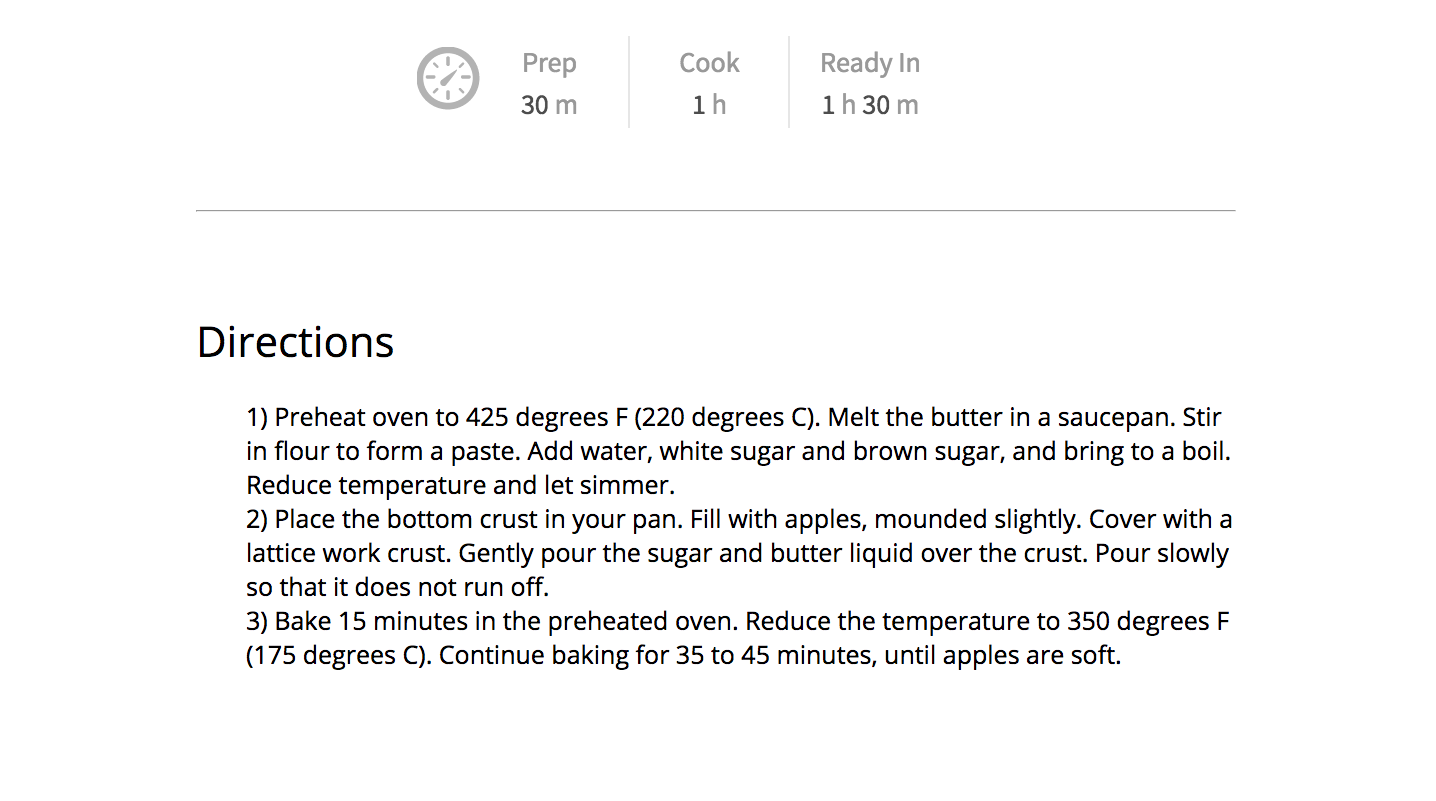 Prep Cook Ready In
30 m 1 h 1 h 30 m
Directions
1) Preheat oven to 425 degrees F (220 degrees C). Melt the butter in a saucepan. Stir
in flour to form a paste. Add water, white sugar and brown sugar, and bring to a boil.
Reduce temperature and let simmer.
2) Place the bottom crust in your pan. Fill with apples, mounded slightly. Cover with a
lattice work crust. Gently pour the sugar and butter liquid over the crust. Pour slowly
so that it does not run off.
3) Bake 15 minutes in the preheated oven. Reduce the temperature to 350 degrees F
(175 degrees C). Continue baking for 35 to 45 minutes, until apples are soft.